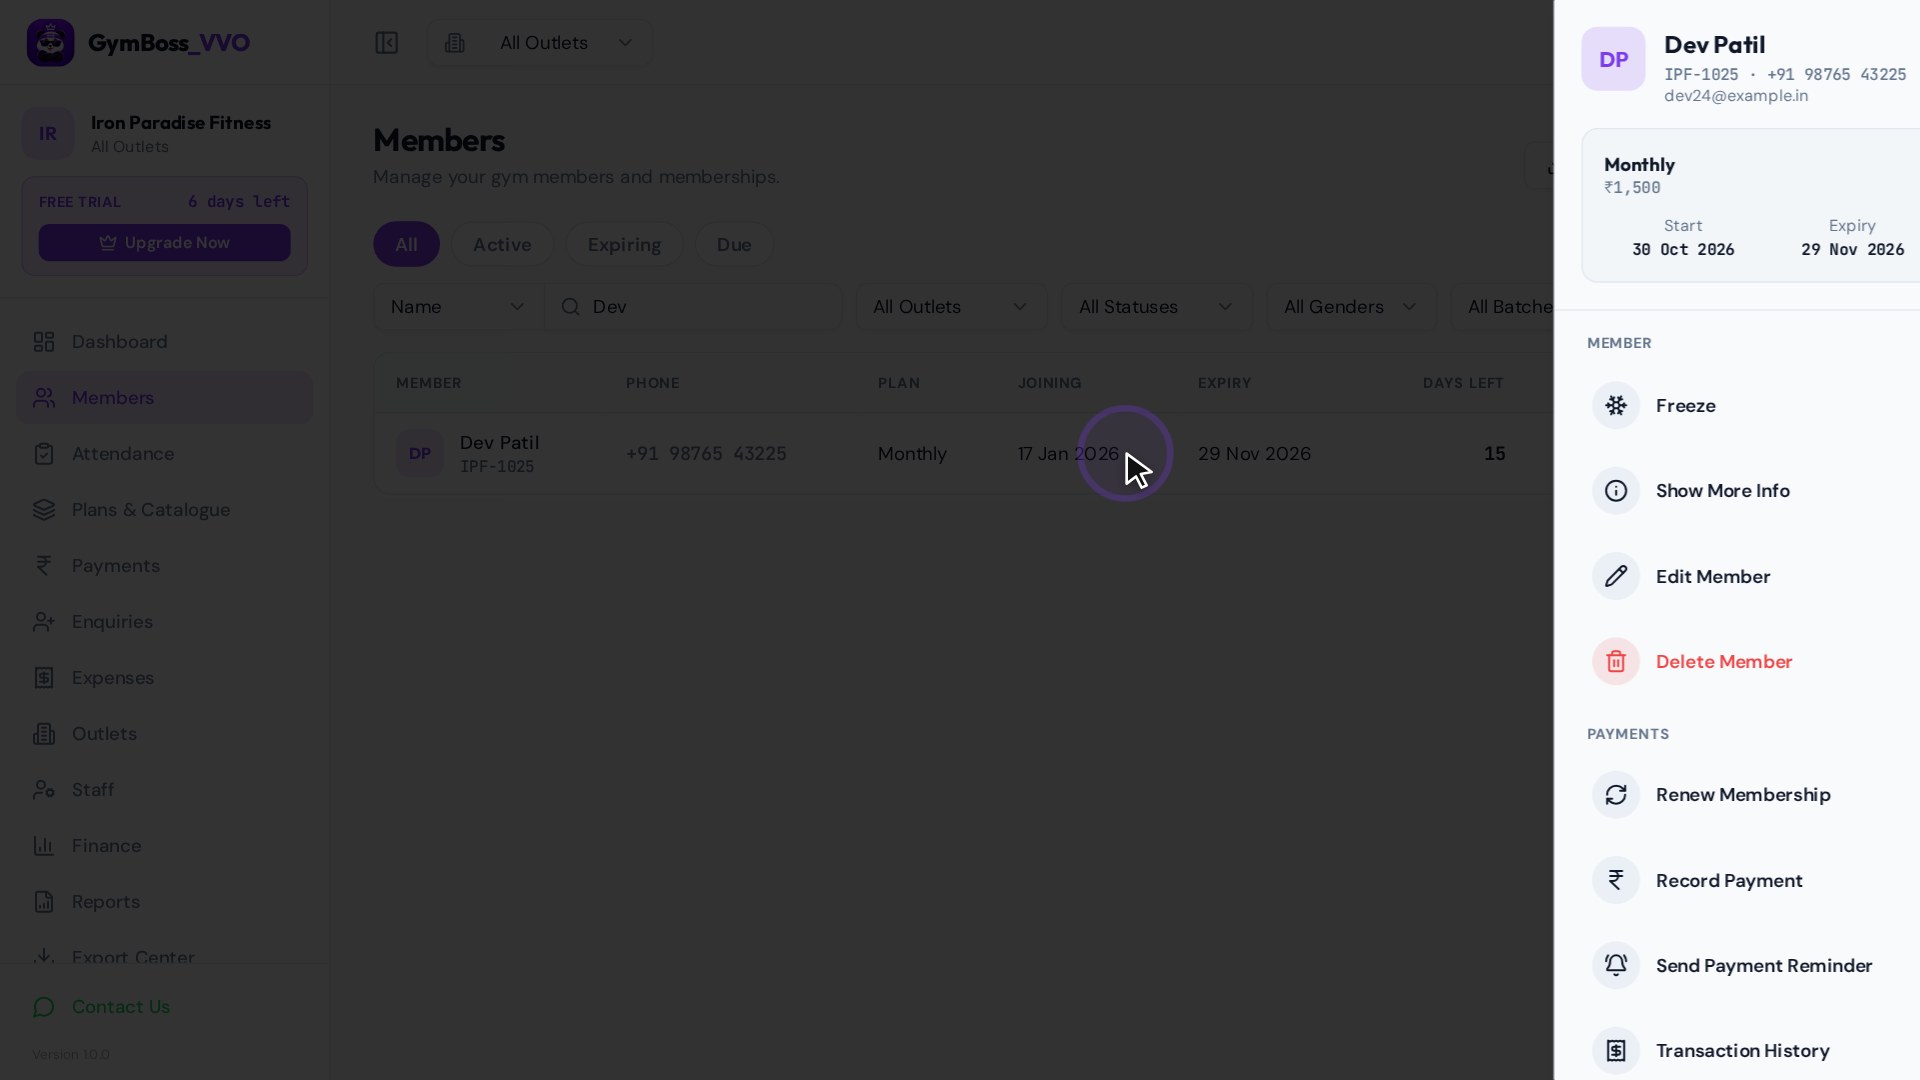 GymBoss_VVO
All Outlets
IR
Iron Paradise Fitness
All Outlets
FREE TRIAL 6 days left
Upgrade Now
Dashboard
Members
Attendance
Plans & Catalogue
Payments
Enquiries
Expenses
Outlets
Staff
Finance
Reports
Export Center
Contact Us
Version 1.0.0
Members
Manage your gym members and memberships.
All Active Expiring Due
Name Dev All Outlets All Statuses All Genders All Batche
MEMBER PHONE PLAN JOINING EXPIRY DAYS LEFT
DP Dev Patil +91 98765 43225 Monthly 17 Jan 2026 29 Nov 2026 15
IPF-1025
DP
Dev Patil
IPF-1025 · +91 98765 43225
dev24@example.in
Monthly
₹1,500
Start Expiry
30 Oct 2026 29 Nov 2026
MEMBER
Freeze
Show More Info
Edit Member
Delete Member
PAYMENTS
Renew Membership
Record Payment
Send Payment Reminder
Transaction History